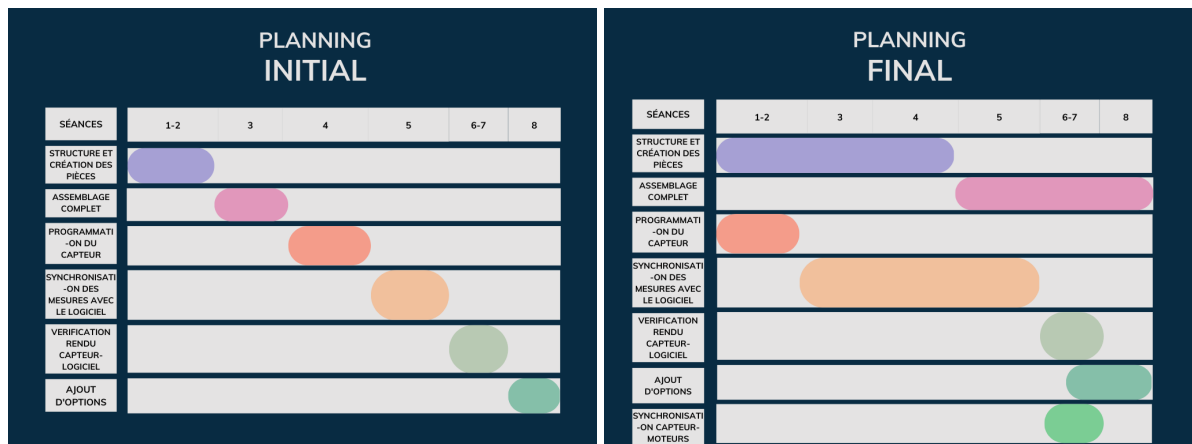 PLANNING
INITIAL
SÉANCES
1-2
3
4
5
6-7
8
STRUCTURE ET
CRÉATION DES
PIÈCES
ASSEMBLAGE
COMPLET
PROGRAMMATI
-ON DU
CAPTEUR
SYNCHRONISATI
-ON DES
MESURES AVEC
LE LOGICIEL
VERIFICATION
RENDU
CAPTEUR-
LOGICIEL
AJOUT
D'OPTIONS
PLANNING
FINAL
SÉANCES
1-2
3
4
5
6-7
8
STRUCTURE ET
CRÉATION DES
PIÈCES
ASSEMBLAGE
COMPLET
PROGRAMMATI
-ON DU
CAPTEUR
SYNCHRONISATI
-ON DES
MESURES AVEC
LE LOGICIEL
VERIFICATION
RENDU
CAPTEUR-
LOGICIEL
AJOUT
D'OPTIONS
SYNCHRONISATI
-ON CAPTEUR-
MOTEURS